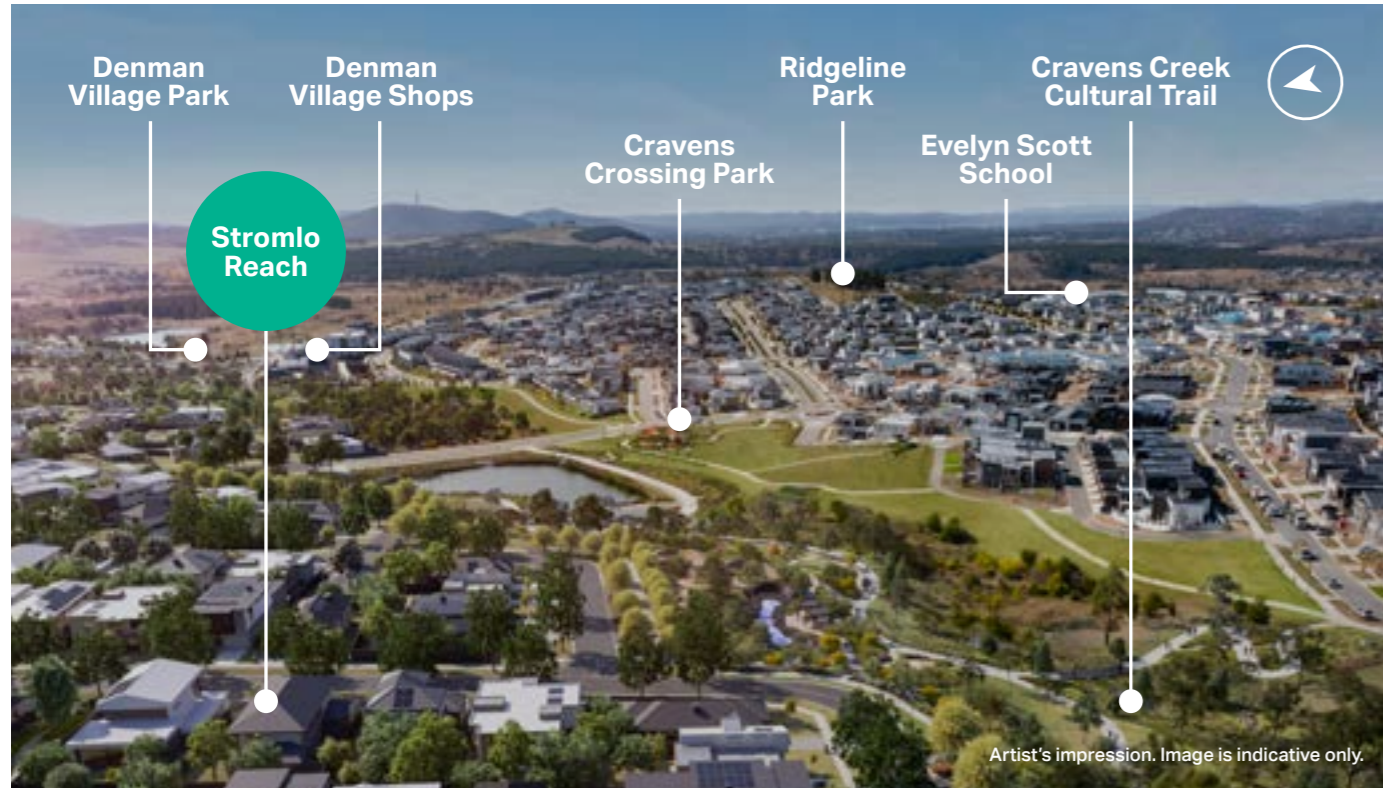 Denman
Village Park
Denman
Village Shops
Ridgeline
Park
Cravens Creek
Cultural Trail
Cravens
Crossing Park
Evelyn Scott
School
Stromlo
Reach
Artist's impression. Image is indicative only.